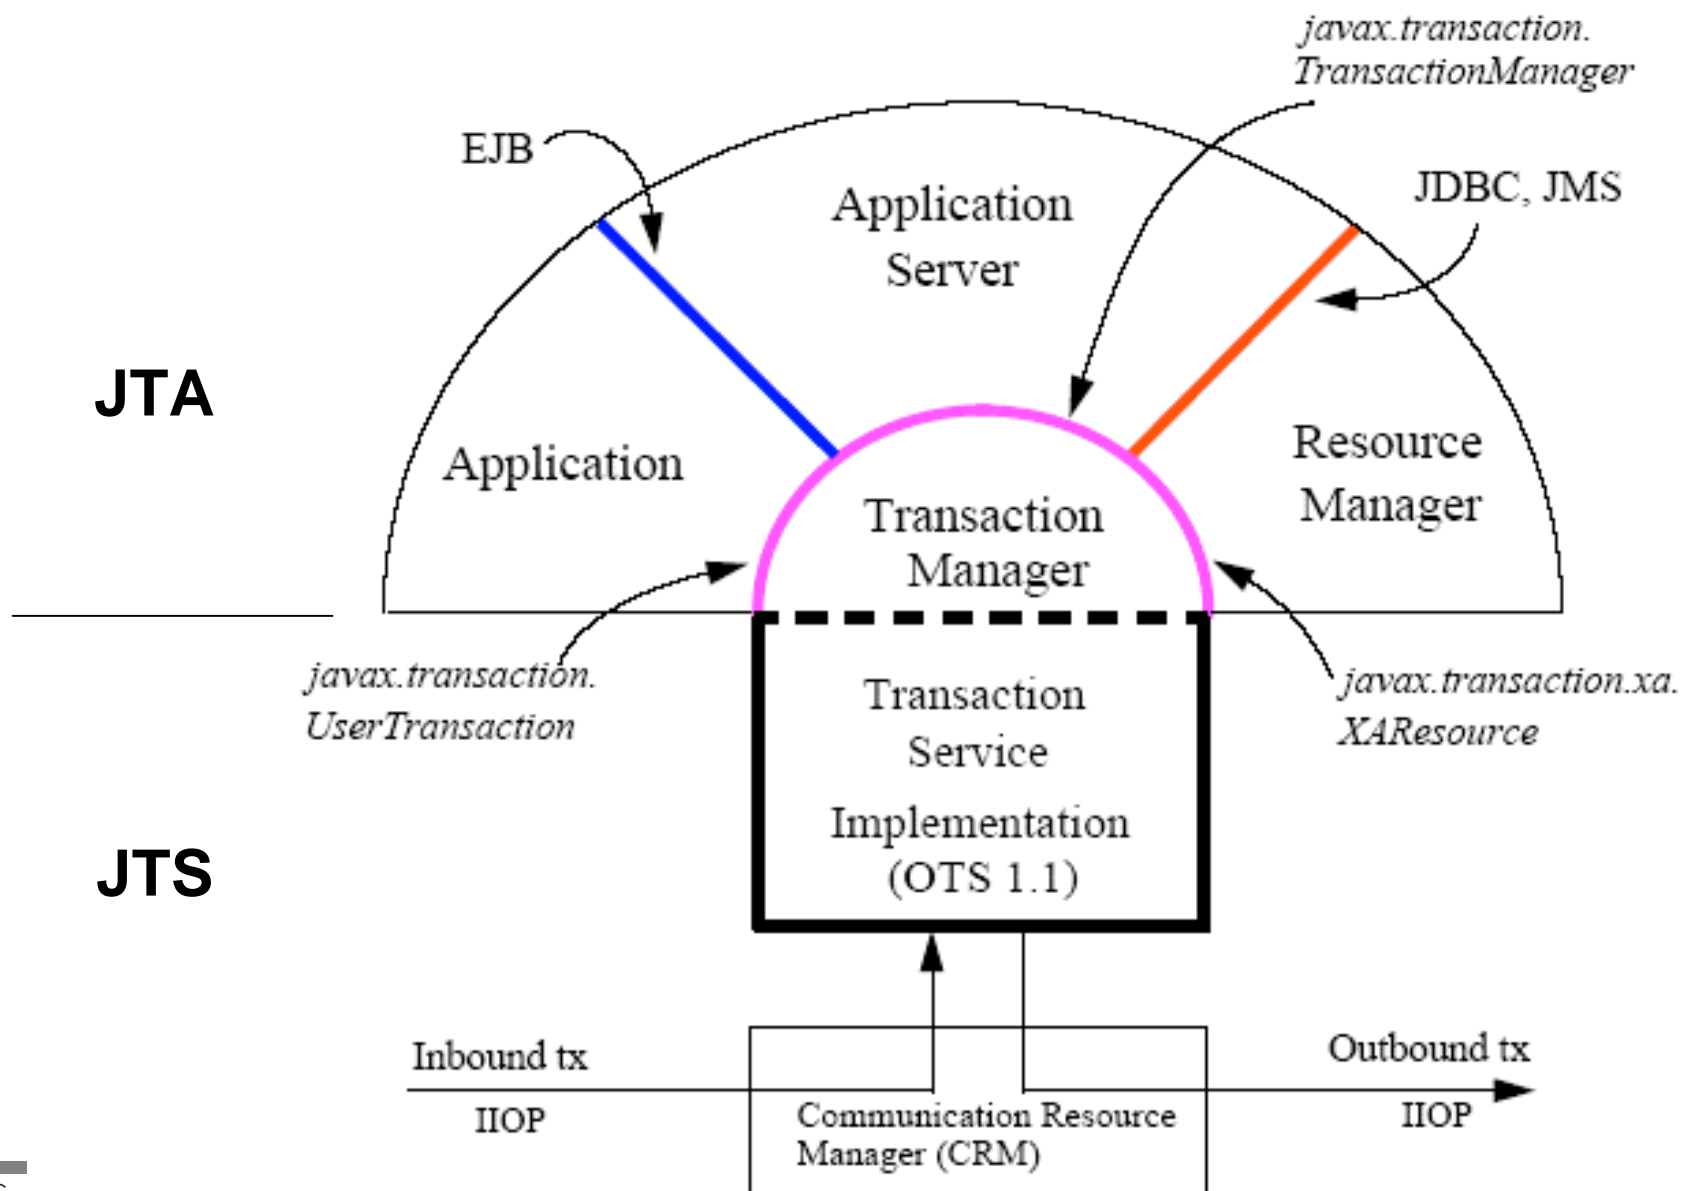 javax.transaction.
TransactionManager
EJB
JDBC, JMS
Application
Server
JTA
Application
Resource
Manager
Transaction
Manager
javax.transaction.
UserTransaction
javax.transaction.xa.
XAResource
Transaction
Service
Implementation
(OTS 1.1)
JTS
Inbound tx
IIOP
Outbound tx
IIOP
Communication Resource
Manager (CRM)